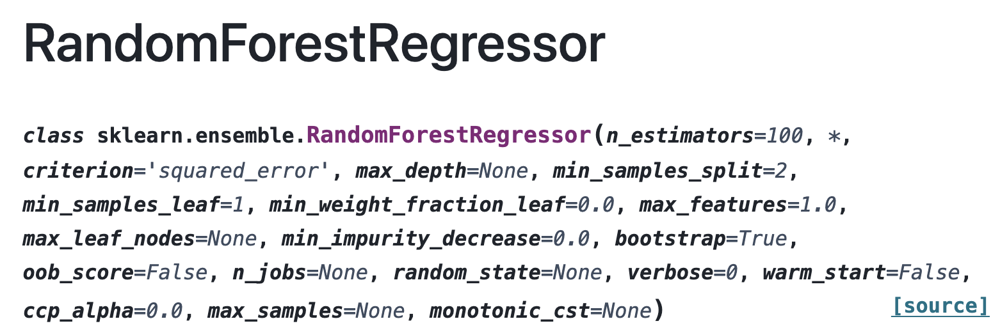 RandomForestRegressor
class sklearn.ensemble.RandomForestRegressor(n_estimators=100, *,
criterion='squared_error', max_depth=None, min_samples_split=2,
min_samples_leaf=1, min_weight_fraction_leaf=0.0, max_features=1.0,
max_leaf_nodes=None, min_impurity_decrease=0.0, bootstrap=True,
oob_score=False, n_jobs=None, random_state=None, verbose=0, warm_start=False,
ccp_alpha=0.0, max_samples=None, monotonic_cst=None) [source]